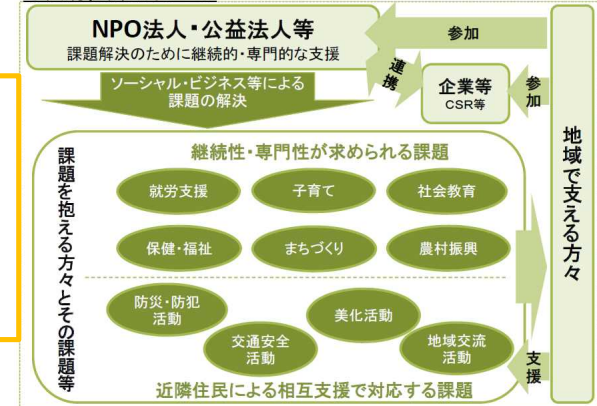 NPO法人・公益法人等
課題解決のために継続的・専門的な支援
参加
連携
企業等
CSR等
参加
ソーシャル・ビジネス等による
課題の解決
地域で支える方々
課題を抱える方々とその課題等
継続性・専門性が求められる課題
就労支援
子育て
社会教育
保健・福祉
まちづくり
農村振興
防災・防犯
活動
美化活動
交通安全
活動
地域交流
活動
支援
近隣住民による相互支援で対応する課題